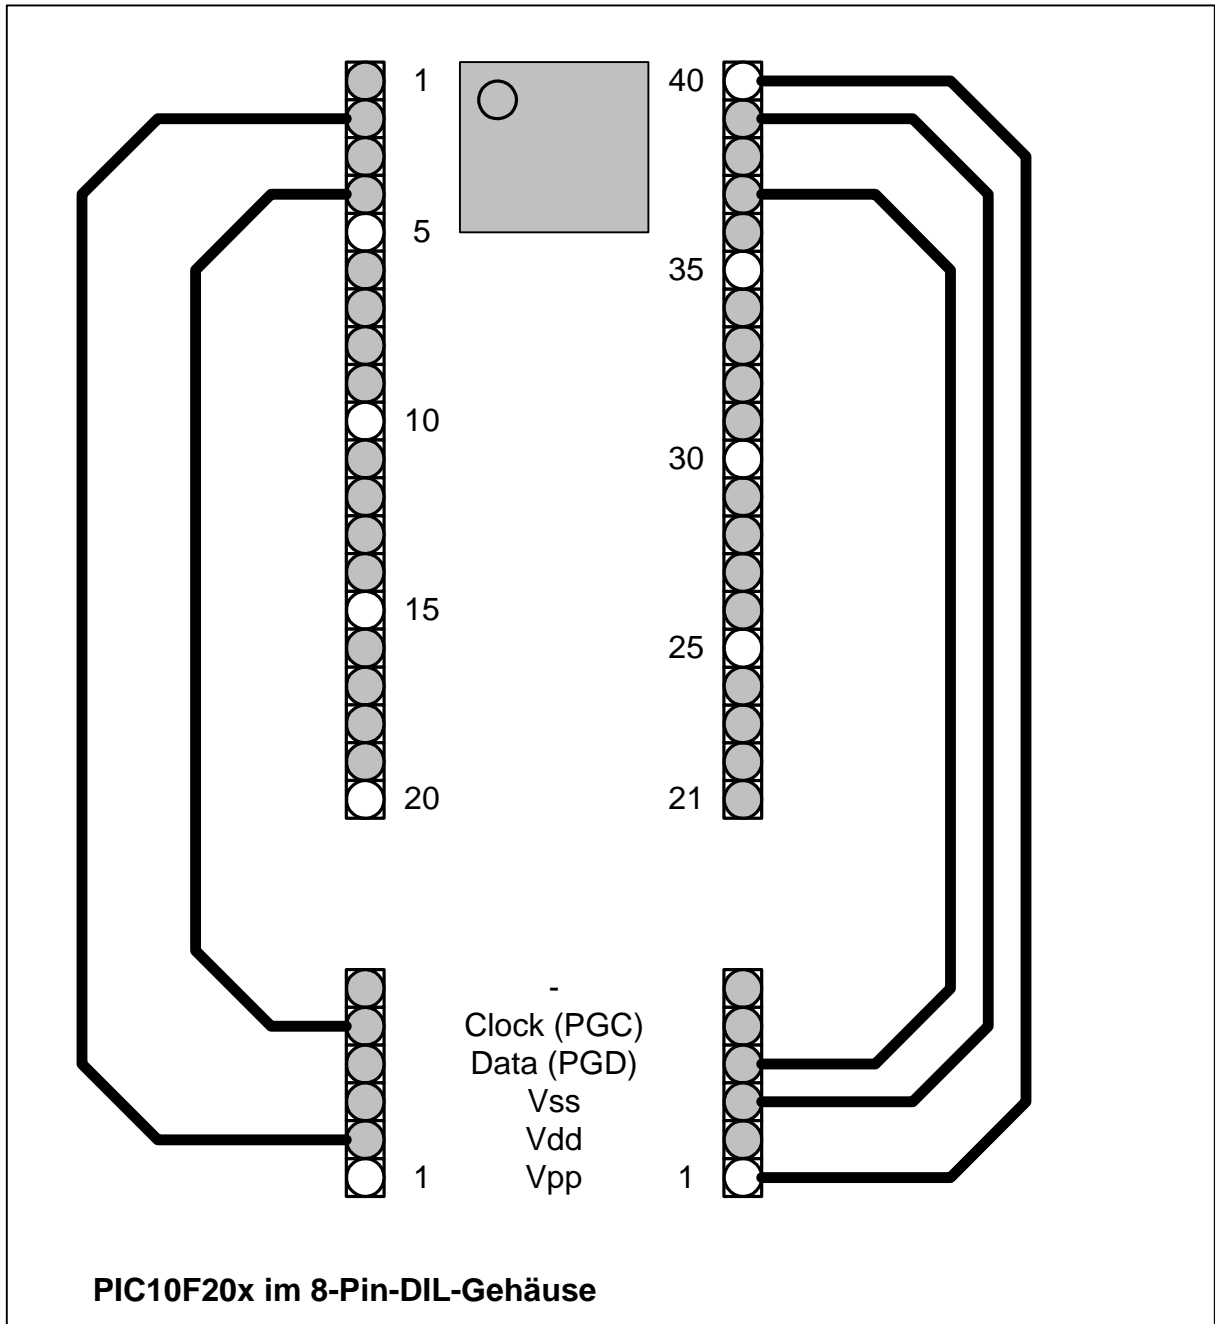 1 40
5
35
10
30
15
25
20 21
-
Clock (PGC)
Data (PGD)
Vss
Vdd
1 Vpp 1
PIC10F20x im 8-Pin-DIL-Gehäuse